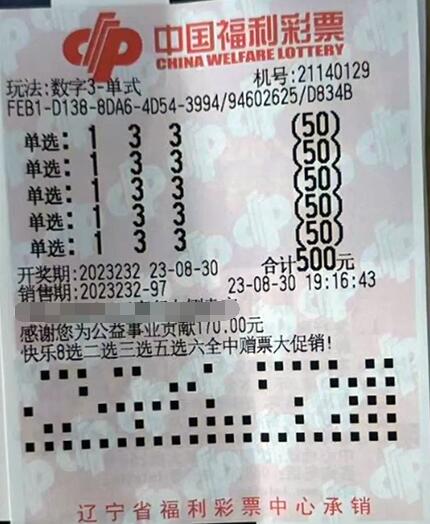 中国福利彩票
CHINA WELFARE LOTTERY
玩法:数字3-单式 机号:21140129
FEB1-D138-8DA6-4D54-3994/94602625/D834B
单选: 1 3 3 (50)
单选: 1 3 3 (50)
单选: 1 3 3 (50)
单选: 1 3 3 (50)
单选: 1 3 3 (50)
开奖期:2023232 23-08-30 合计500元
销售期:2023232-97 23-08-30 19:16:43
感谢您为公益事业贡献170.00元
快乐8选二选三选五选六全中赠票大促销!
辽宁省福利彩票中心承销